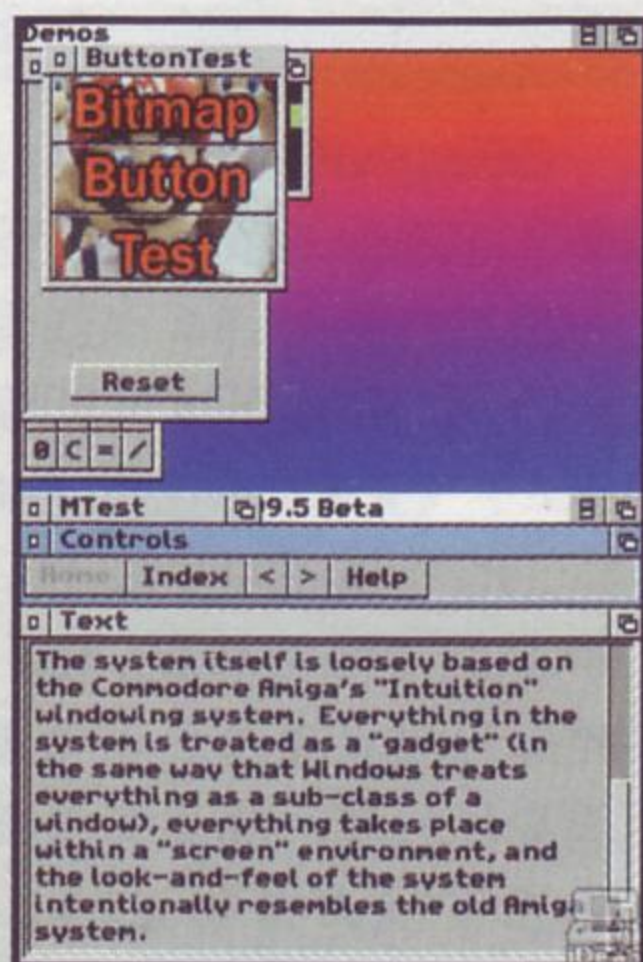 Demos
ButtonTest
Bitmap
Button
Test
Reset
0 C = /
MTest 9.5 Beta
Controls
Home Index < > Help
Text
The system itself is loosely based on
the Commodore Amiga's "Intuition"
windowing system. Everything in the
system is treated as a "gadget" (in
the same way that Windows treats
everything as a sub-class of a
window), everything takes place
within a "screen" environment, and
the look-and-feel of the system
intentionally resembles the old Amiga
system.